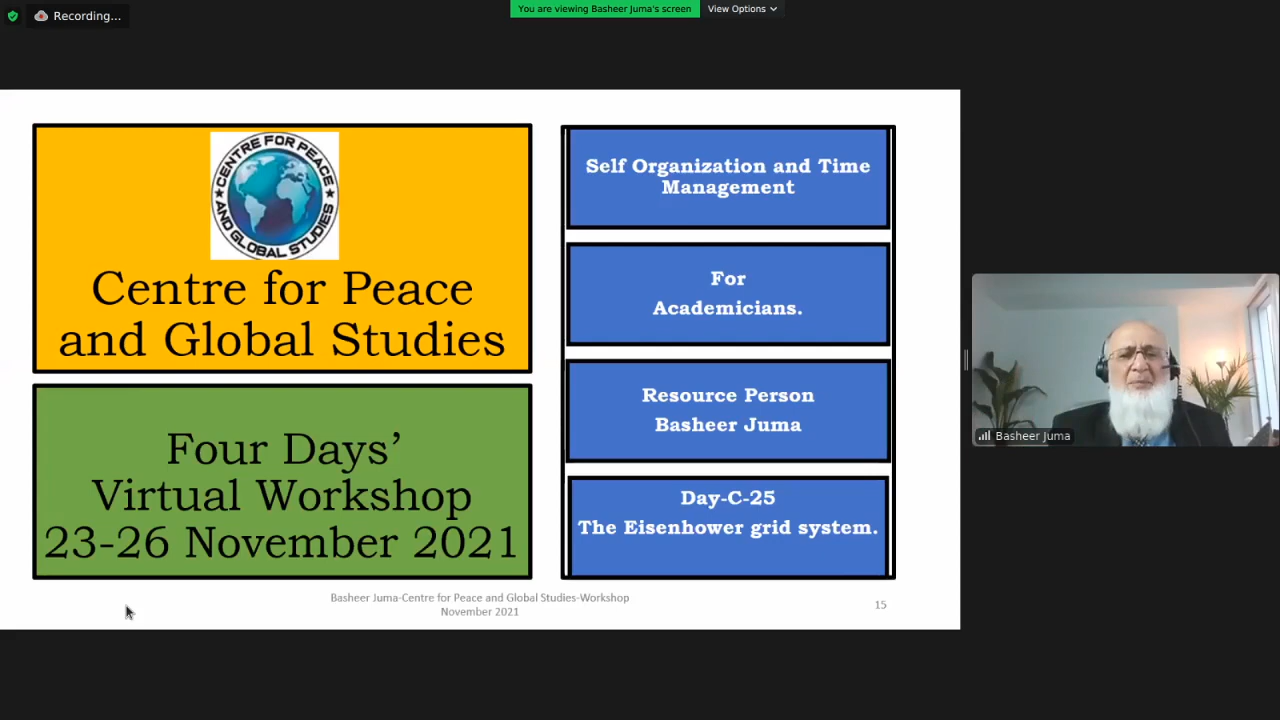 Recording...
You are viewing Basheer Juma's screen
View Options
CENTRE FOR PEACE
AND GLOBAL STUDIES
Centre for Peace
and Global Studies
Four Days’
Virtual Workshop
23-26 November 2021
Self Organization and Time
Management
For
Academicians.
Resource Person
Basheer Juma
Day-C-25
The Eisenhower grid system.
Basheer Juma-Centre for Peace and Global Studies-Workshop
November 2021
15
Basheer Juma